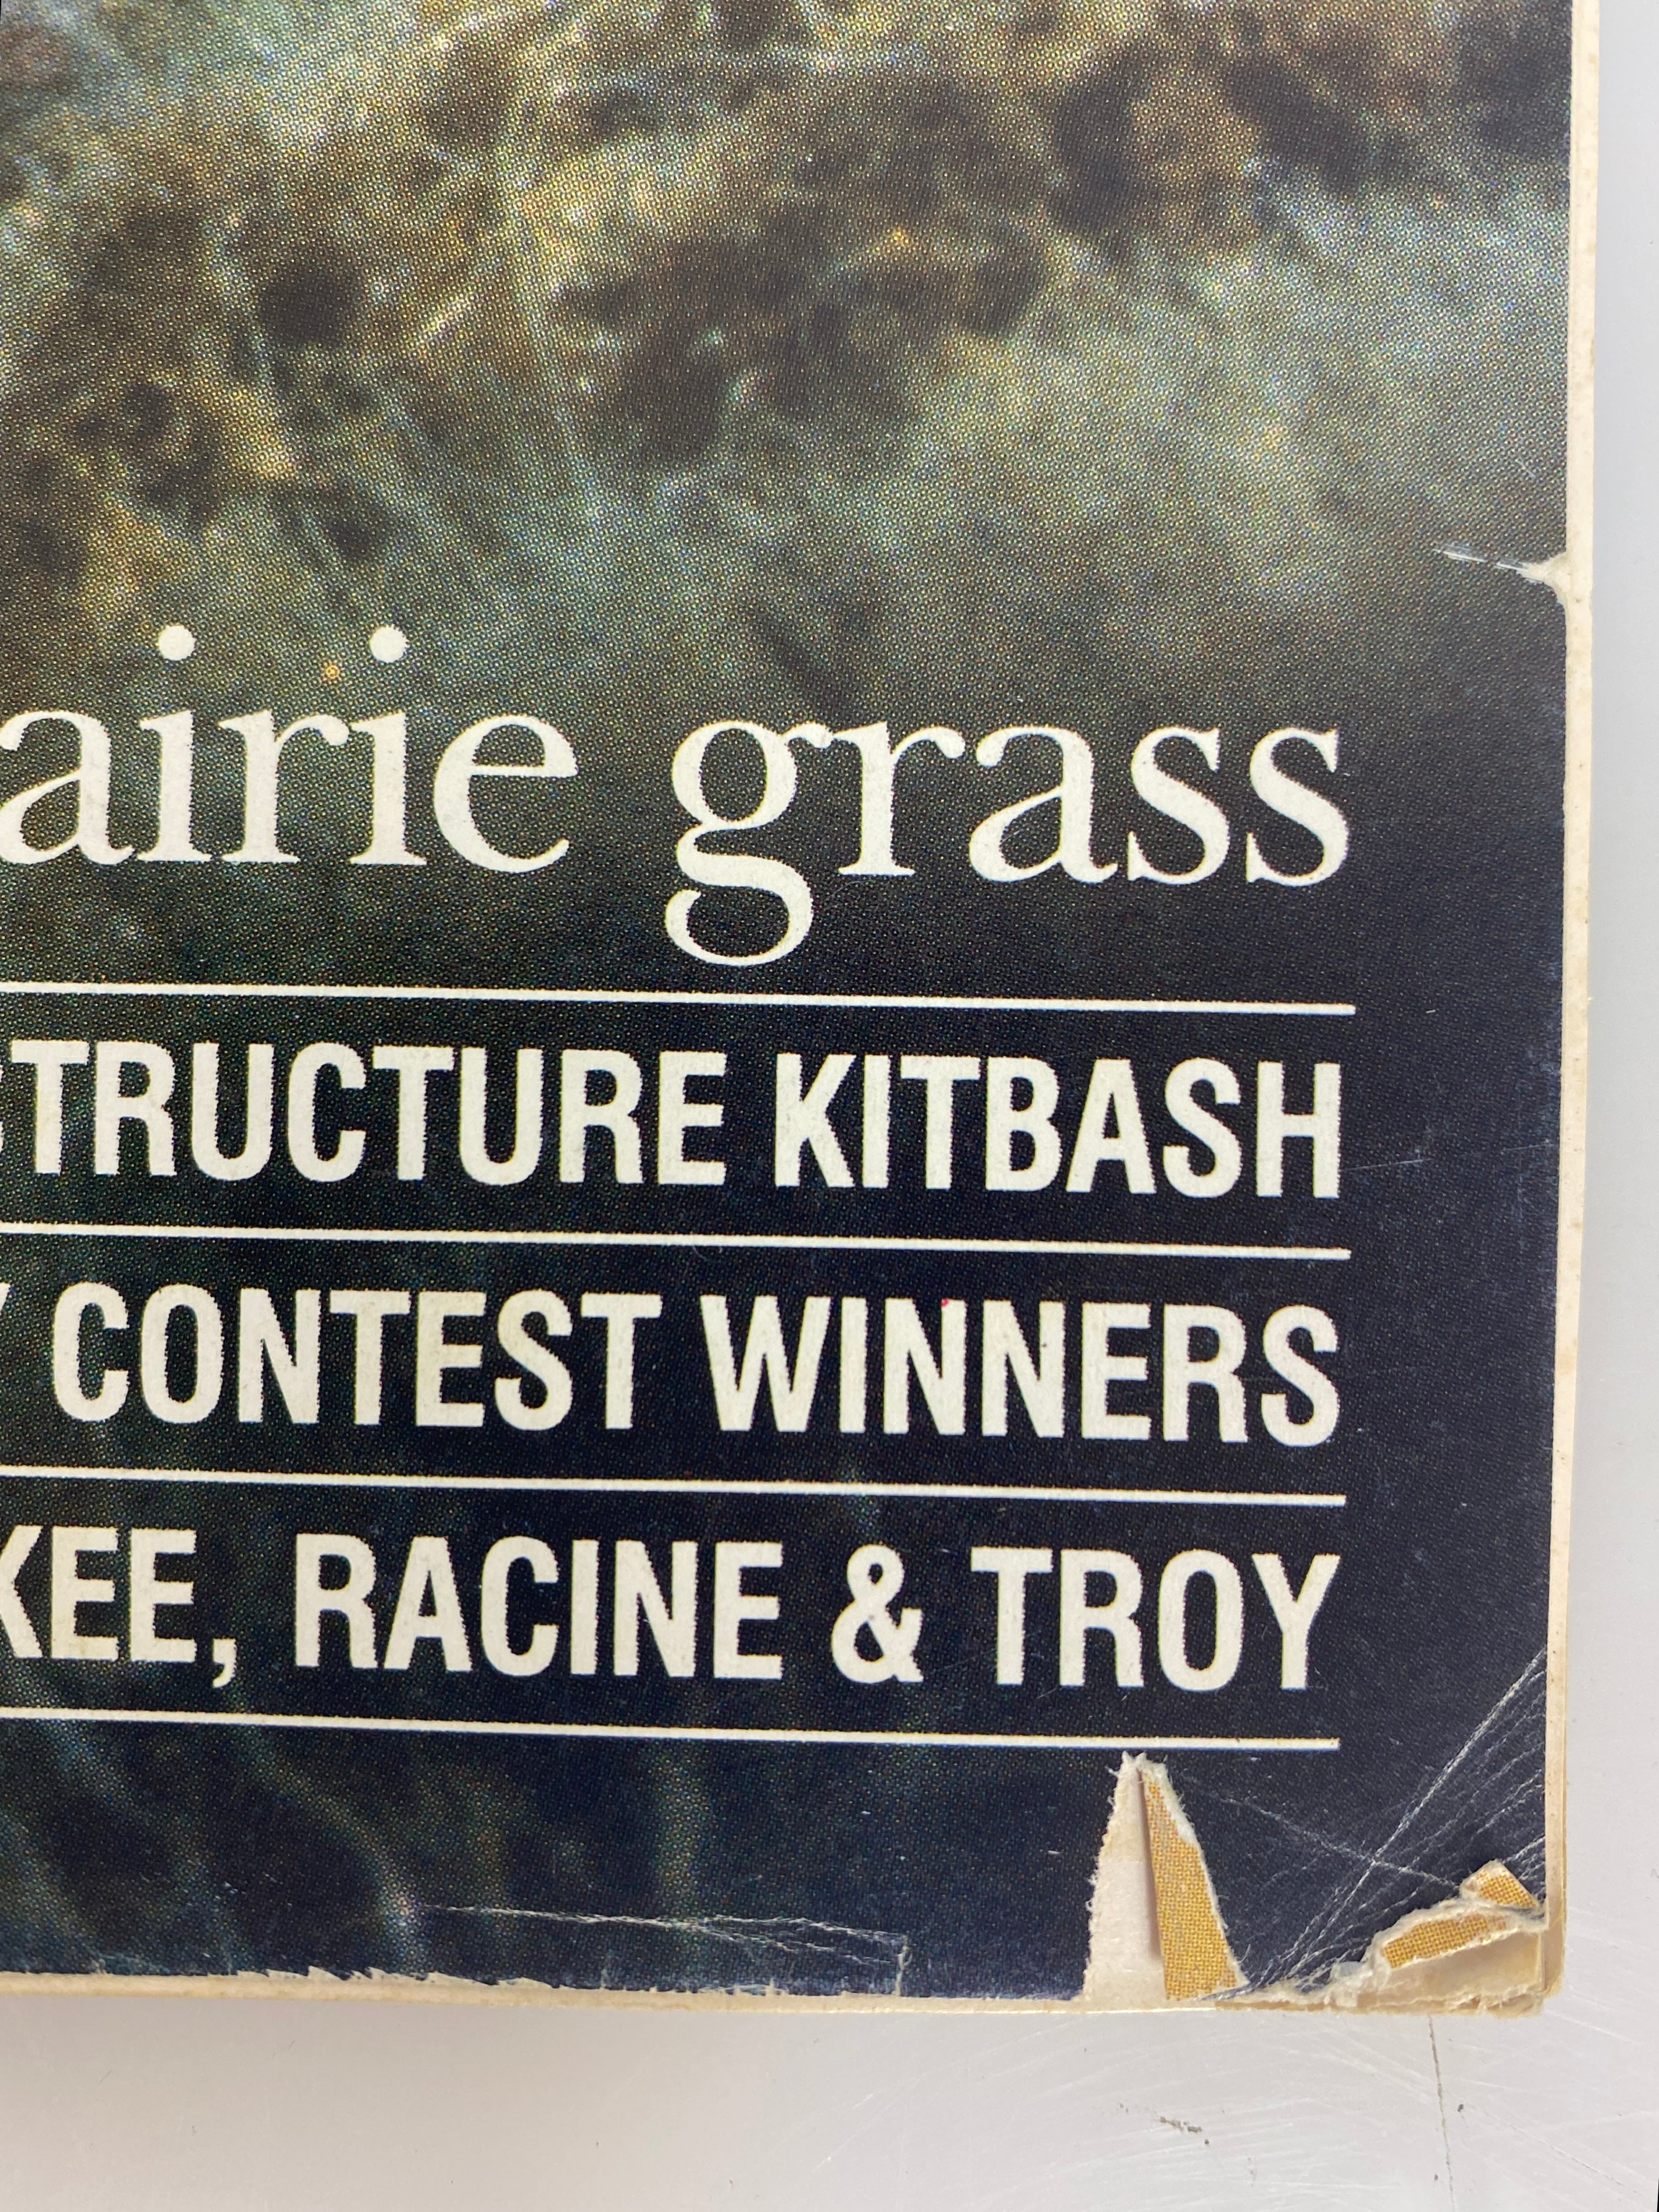 airie grass
STRUCTURE KITBASH
Y CONTEST WINNERS
KEE, RACINE & TROY